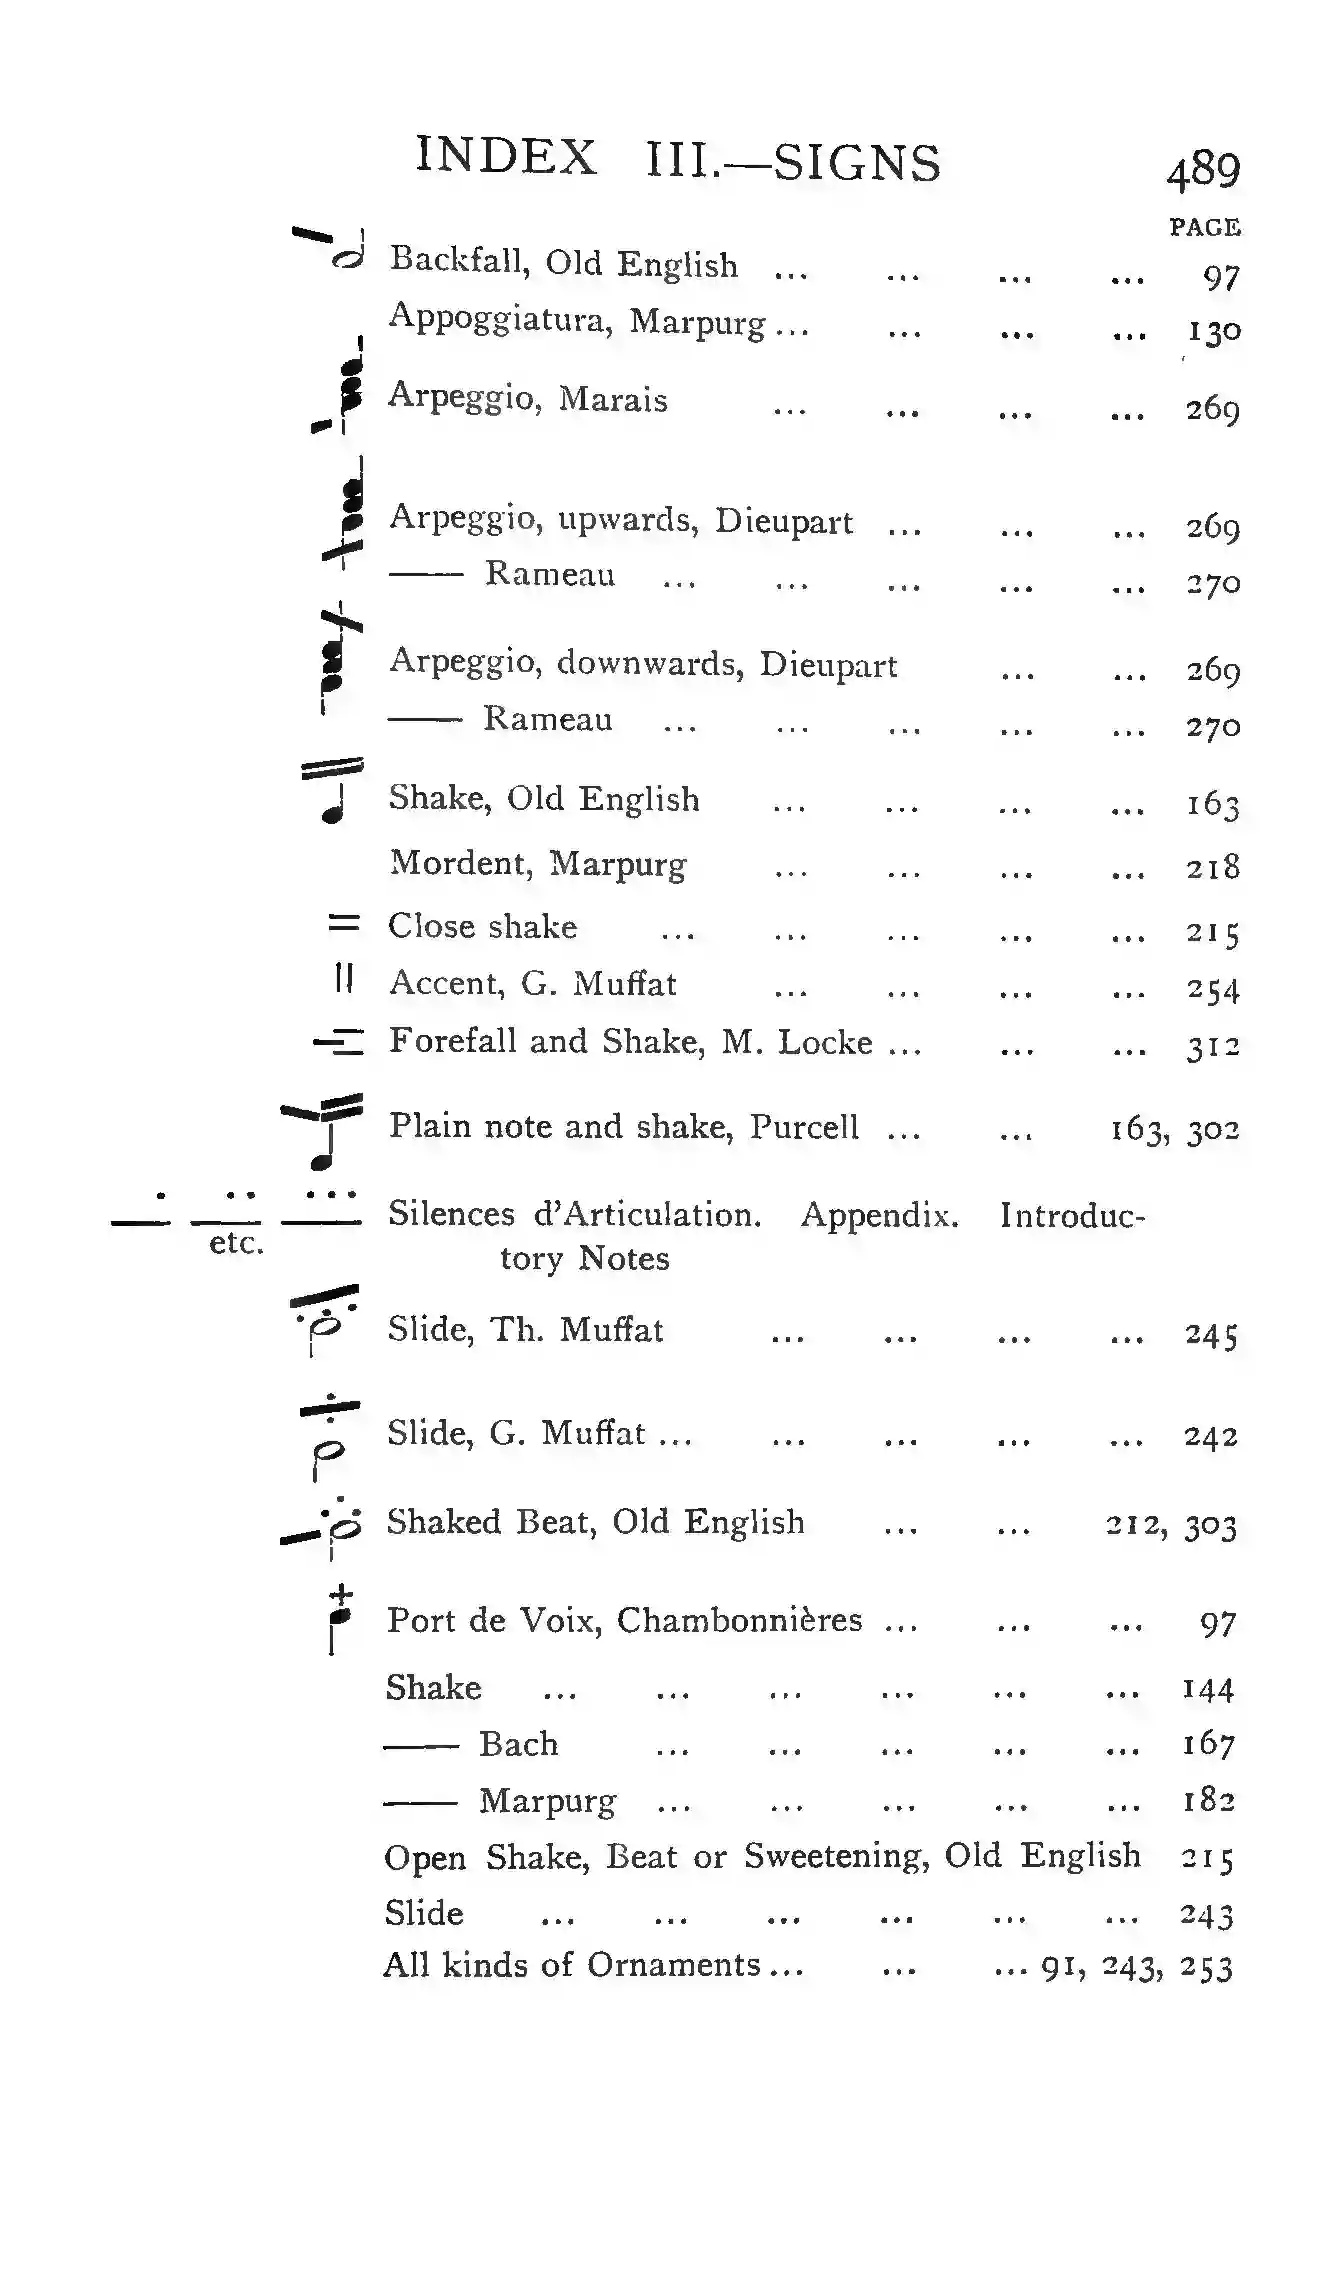 INDEX III.—SIGNS 489
PAGE
Backfall, Old English ... ... ... ... 97
Appoggiatura, Marpurg ... ... ... ... 130
Arpeggio, Marais ... ... ... ... 269
Arpeggio, upwards, Dieupart ... ... ... 269
—— Rameau ... ... ... ... ... 270
Arpeggio, downwards, Dieupart ... ... 269
—— Rameau ... ... ... ... ... 270
Shake, Old English ... ... ... ... 163
Mordent, Marpurg ... ... ... ... 218
Close shake ... ... ... ... ... 215
Accent, G. Muffat ... ... ... ... 254
Forefall and Shake, M. Locke ... ... ... 312
Plain note and shake, Purcell ... ... 163, 302
Silences d'Articulation. Appendix. Introduc-
etc.
tory Notes
Slide, Th. Muffat ... ... ... ... 245
Slide, G. Muffat ... ... ... ... ... 242
Shaked Beat, Old English ... ... 212, 303
Port de Voix, Chambonnières ... ... ... 97
Shake ... ... ... ... ... ... 144
—— Bach ... ... ... ... ... 167
—— Marpurg ... ... ... ... ... 182
Open Shake, Beat or Sweetening, Old English 215
Slide ... ... ... ... ... ... 243
All kinds of Ornaments ... ... ... 91, 243, 253